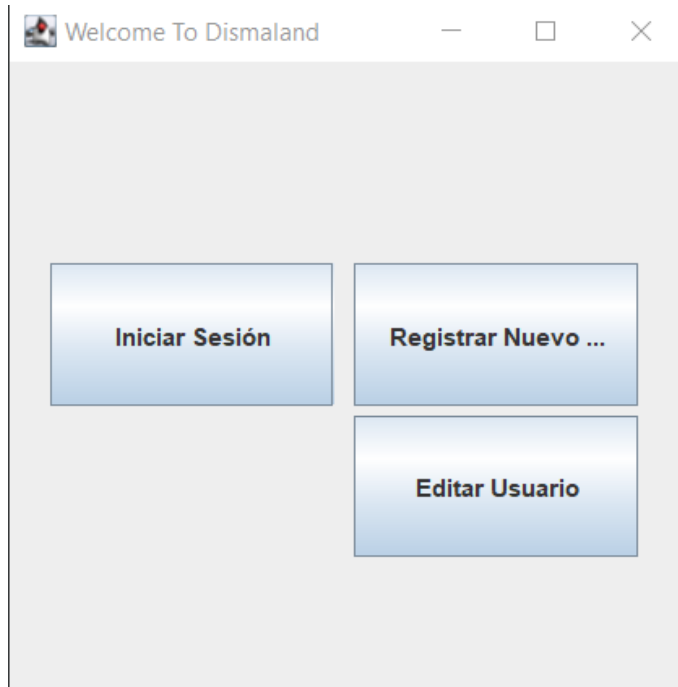 Welcome To Dismaland
Iniciar Sesión
Registrar Nuevo ...
Editar Usuario